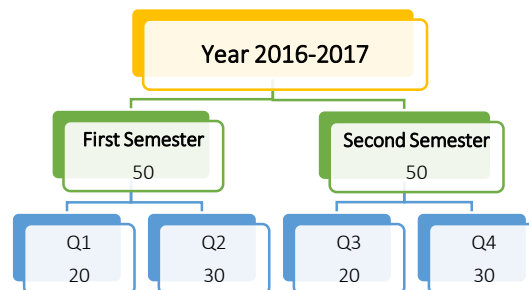 Year 2016-2017
First Semester
50
Second Semester
50
Q1
20
Q2
30
Q3
20
Q4
30